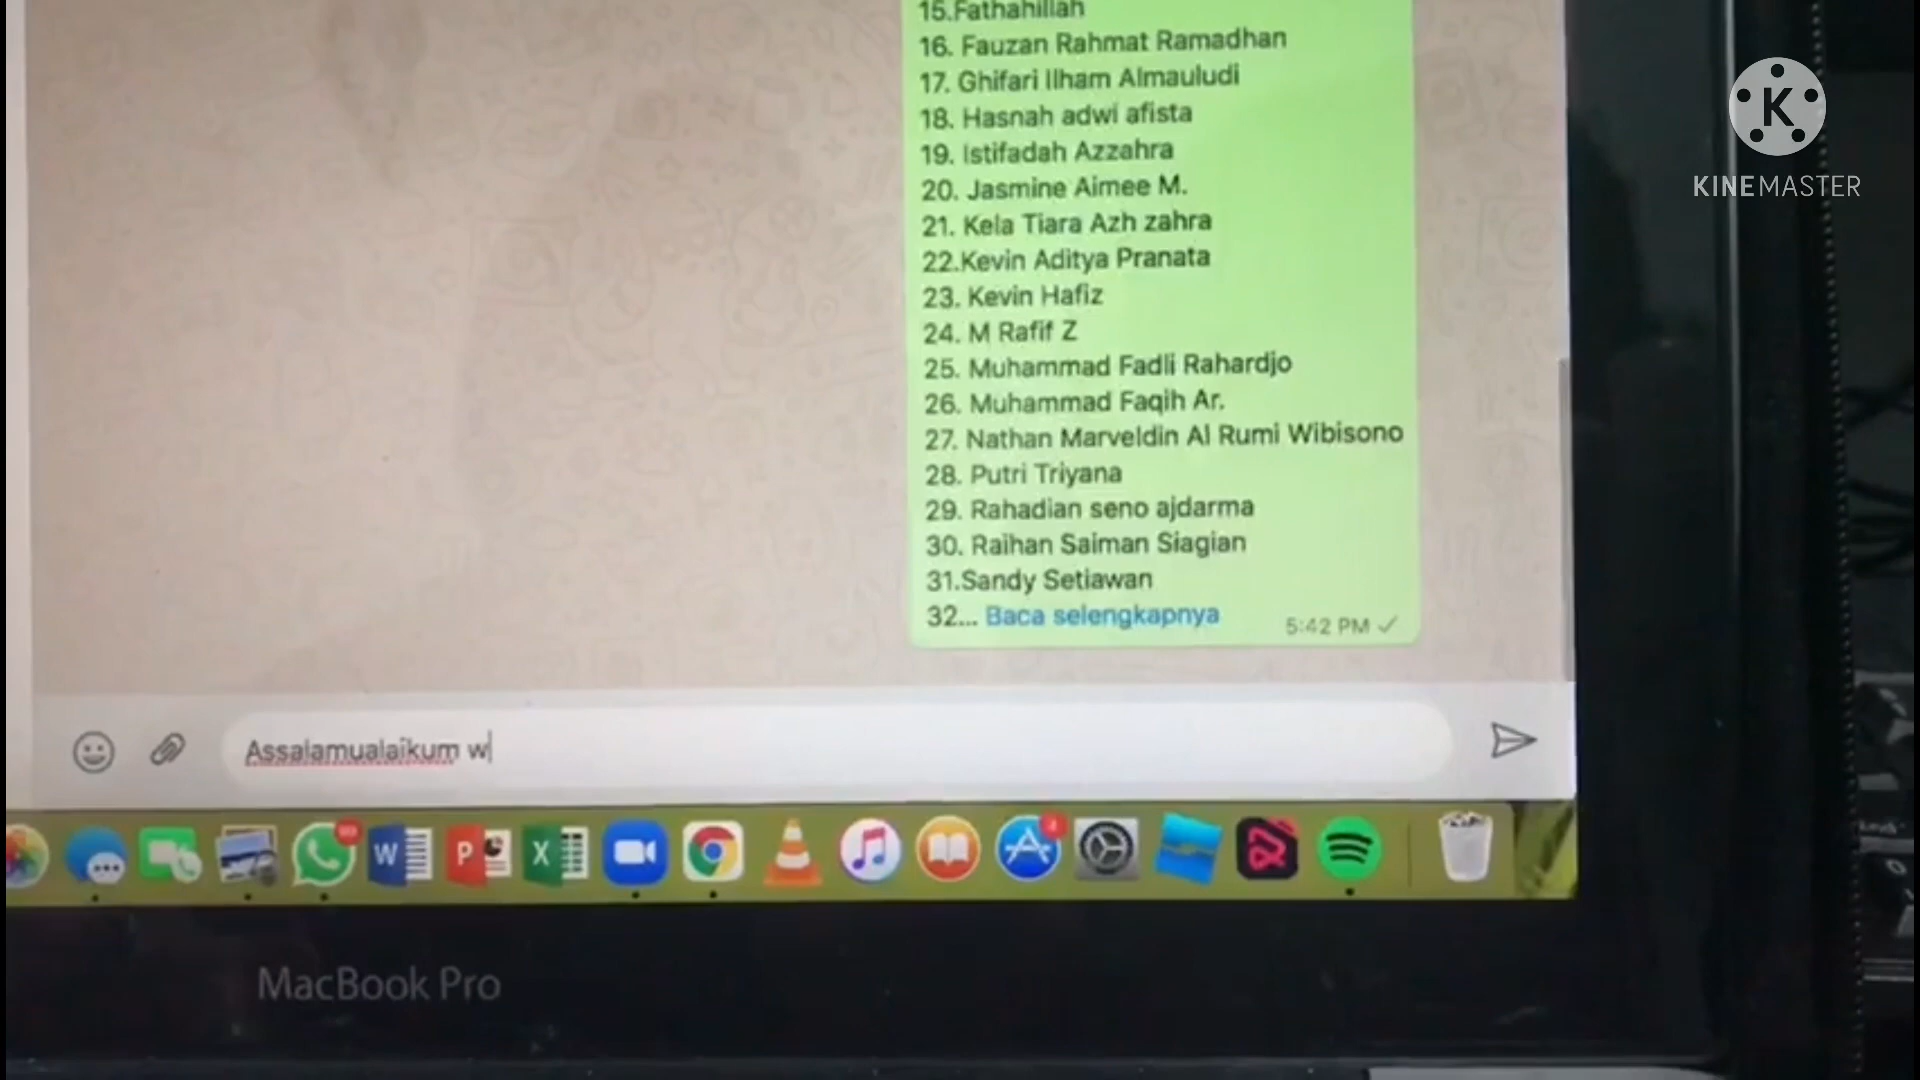 15.Fathahillah
16. Fauzan Rahmat Ramadhan
17. Ghifari Ilham Almauludi
18. Hasnah adwi afista
19. Istifadah Azzahra
20. Jasmine Aimee M.
21. Kela Tiara Azh zahra
22.Kevin Aditya Pranata
23. Kevin Hafiz
24. M Rafif Z
25. Muhammad Fadli Rahardjo
26. Muhammad Faqih Ar.
27. Nathan Marveldin Al Rumi Wibisono
28. Putri Triyana
29. Rahadian seno ajdarma
30. Raihan Saiman Siagian
31.Sandy Setiawan
32... Baca selengkapnya
5:42 PM
Assalamualaikum w
K
KINEMASTER
W
P
X
4
MacBook Pro